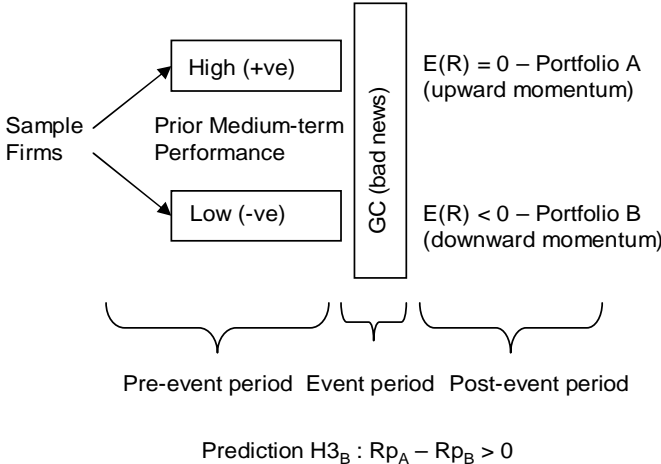 High (+ve)
E(R) = 0 – Portfolio A
(upward momentum)
Sample
Firms
Prior Medium-term
Performance
GC (bad news)
Low (-ve)
E(R) < 0 – Portfolio B
(downward momentum)
Pre-event period
Event period
Post-event period
Prediction H3B : RpA – RpB > 0